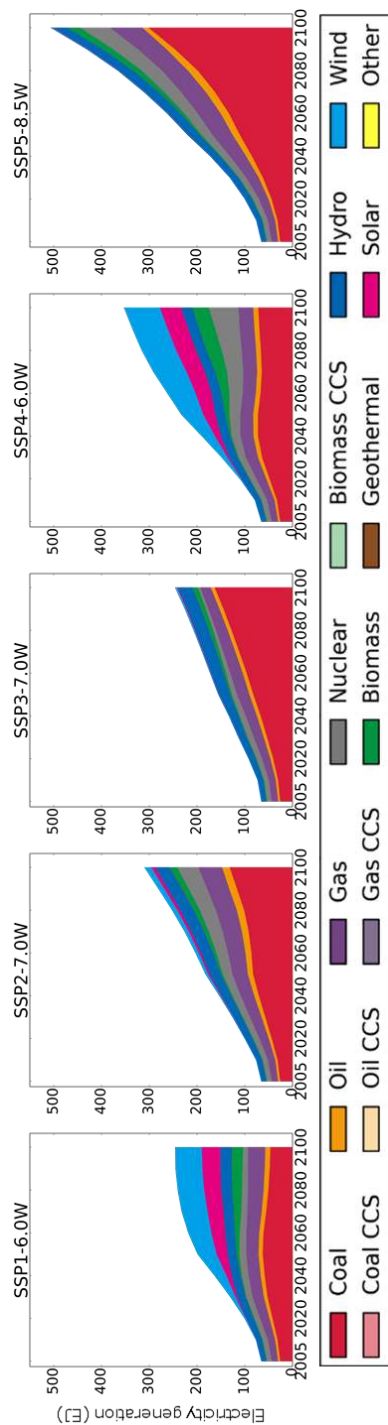 SSP1-6.0W
SSP2-7.0W
SSP3-7.0W
SSP4-6.0W
SSP5-8.5W
Electricity generation (EJ)
500
400
300
200
100
0
2005 2020 2040 2060 2080 2100
500
400
300
200
100
0
2005 2020 2040 2060 2080 2100
500
400
300
200
100
0
2005 2020 2040 2060 2080 2100
500
400
300
200
100
0
2005 2020 2040 2060 2080 2100
500
400
300
200
100
0
2005 2020 2040 2060 2080 2100
Coal Oil Gas Nuclear Biomass CCS Hydro Wind
Coal CCS Oil CCS Gas CCS Biomass Geothermal Solar Other